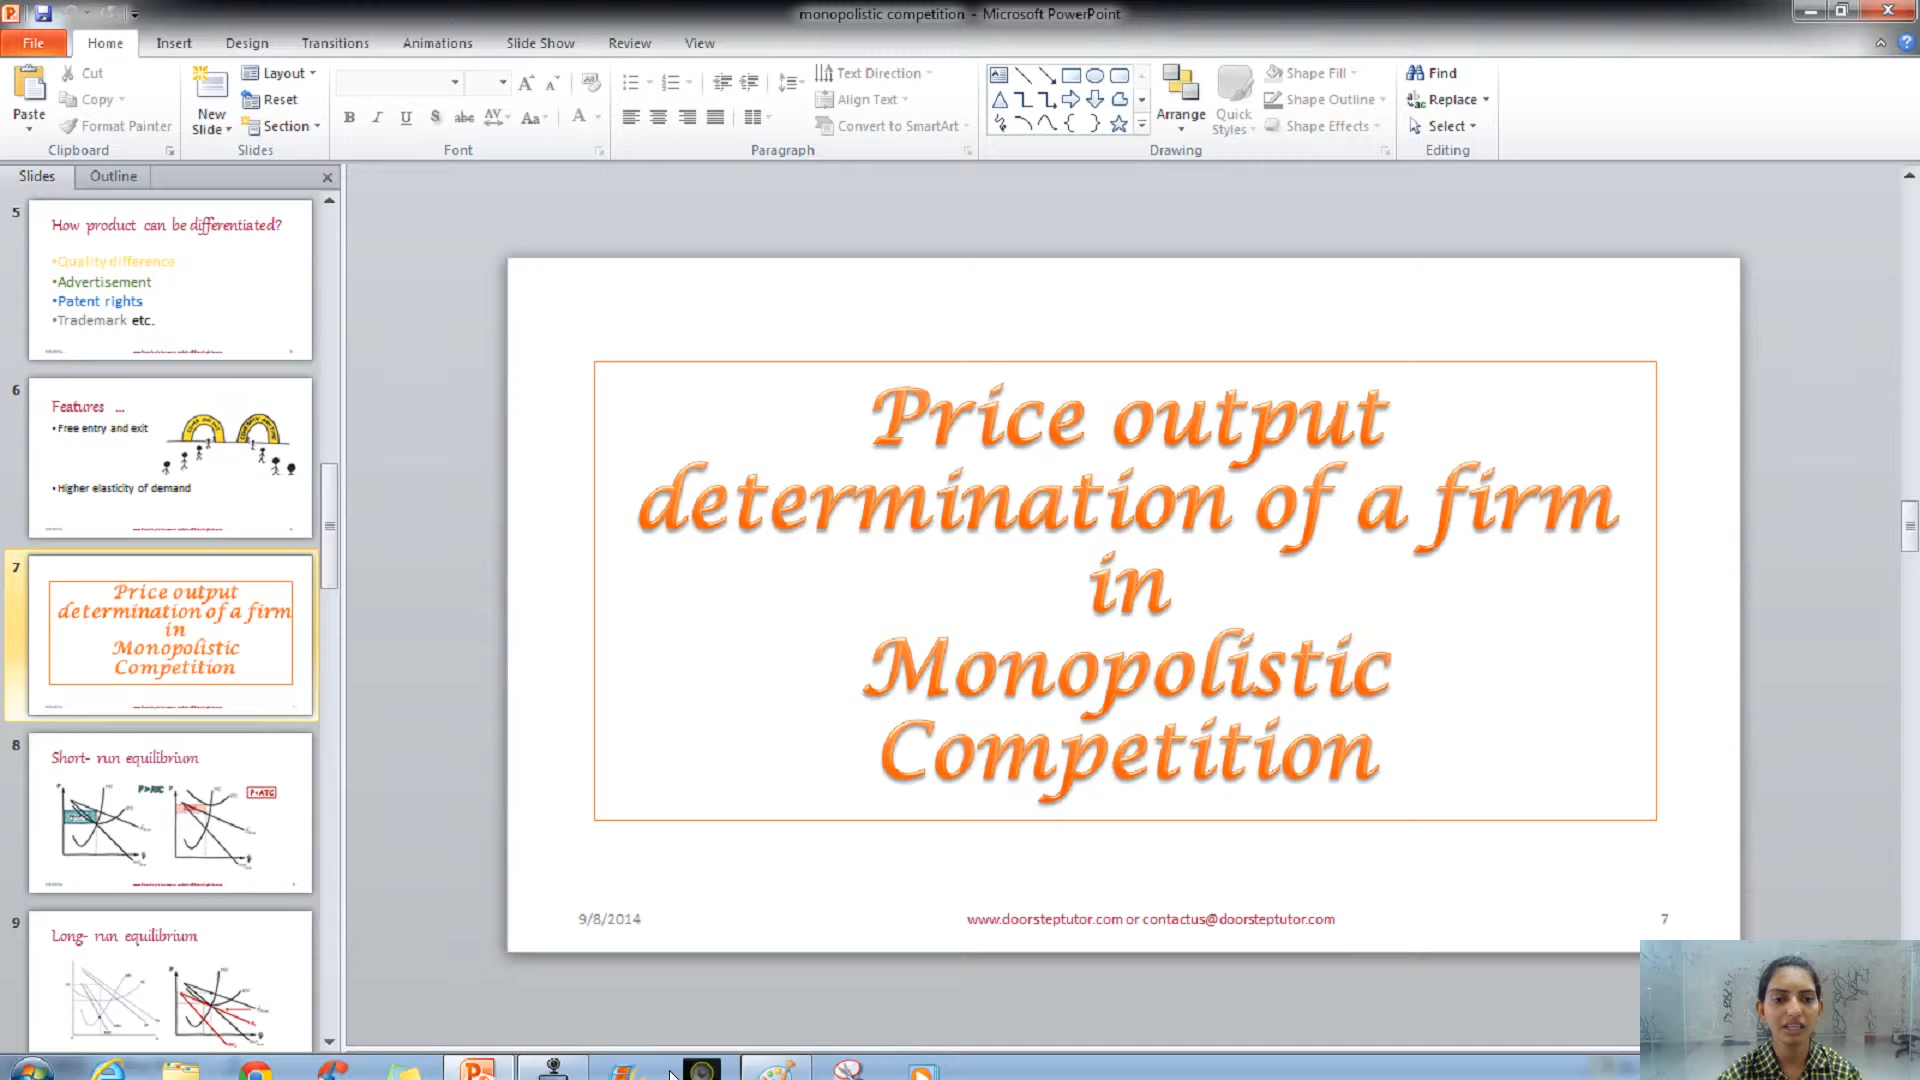 monopolistic competition - Microsoft PowerPoint
File Home Insert Design Transitions Animations Slide Show Review View
Paste
Cut
Copy
Format Painter
Clipboard
New
Slide
Layout
Reset
Section
Slides
Font
Text Direction
Align Text
Convert to SmartArt
Paragraph
Arrange
Quick
Styles
Shape Fill
Shape Outline
Shape Effects
Drawing
Find
Replace
Select
Editing
Slides Outline
5
How product can be differentiated?
•Quality difference
•Advertisement
•Patent rights
•Trademark etc.
6
Features ...
• Free entry and exit
• Higher elasticity of demand
7
Price output
determination of a firm
in
Monopolistic
Competition
8
Short- run equilibrium
P>ATC
P<ATC
9
Long- run equilibrium
Price output
determination of a firm
in
Monopolistic
Competition
9/8/2014
www.doorsteptutor.com or contactus@doorsteptutor.com
7